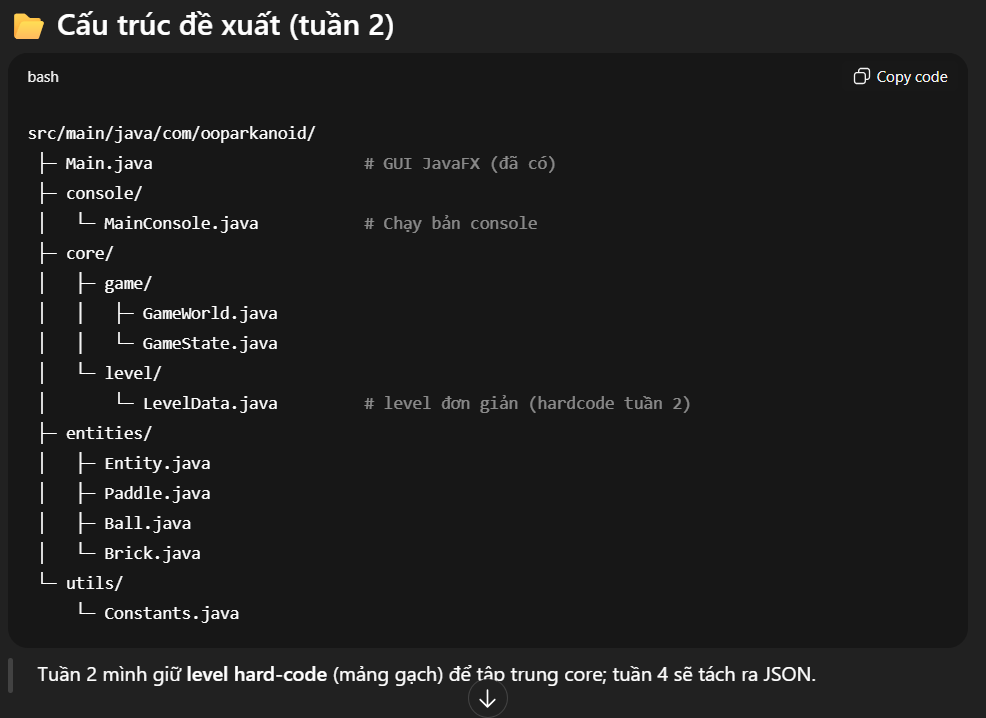 Cấu trúc đề xuất (tuần 2)
bash
Copy code
src/main/java/com/ooparkanoid/
├─ Main.java                      # GUI JavaFX (đã có)
├─ console/
│   └─ MainConsole.java           # Chạy bản console
├─ core/
│   ├─ game/
│   │   ├─ GameWorld.java
│   │   └─ GameState.java
│   └─ level/
│       └─ LevelData.java         # level đơn giản (hardcode tuần 2)
├─ entities/
│   ├─ Entity.java
│   ├─ Paddle.java
│   ├─ Ball.java
│   └─ Brick.java
└─ utils/
    └─ Constants.java
Tuần 2 mình giữ level hard-code (mảng gạch) để tập trung core; tuần 4 sẽ tách ra JSON.